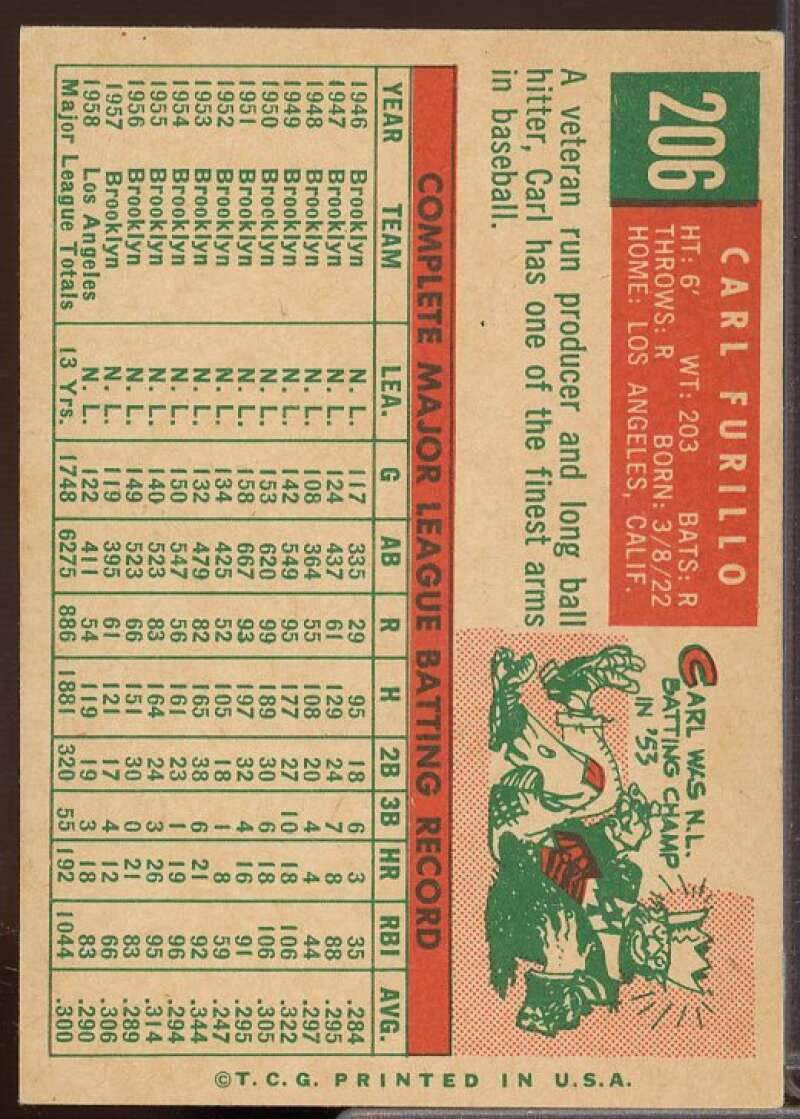 206
CARL FURILLO
HT: 6' WT: 203 BATS: R
THROWS: R BORN: 3/8/22
HOME: LOS ANGELES, CALIF.
A veteran run producer and long ball
hitter, Carl has one of the finest arms
in baseball.
CARL WAS N.L.
BATTING CHAMP
IN '53
COMPLETE MAJOR LEAGUE BATTING RECORD
YEAR TEAM LEA. G AB R H 2B 3B HR RBI AVG.
1946 Brooklyn N. L. 117 335 29 95 18 6 3 35 .284
1947 Brooklyn N. L. 124 437 61 129 24 7 8 88 .295
1948 Brooklyn N. L. 108 364 55 108 20 4 4 44 .297
1949 Brooklyn N. L. 142 549 95 177 27 10 18 106 .322
1950 Brooklyn N. L. 153 620 99 189 30 6 18 106 .305
1951 Brooklyn N. L. 158 667 93 197 32 4 16 91 .295
1952 Brooklyn N. L. 134 425 52 105 18 1 8 59 .247
1953 Brooklyn N. L. 132 479 82 165 38 6 21 92 .344
1954 Brooklyn N. L. 150 547 56 161 23 1 19 96 .294
1955 Brooklyn N. L. 140 523 83 164 24 3 26 95 .314
1956 Brooklyn N. L. 149 523 66 151 30 0 21 83 .289
1957 Brooklyn N. L. 119 395 61 121 17 4 12 66 .306
1958 Los Angeles N. L. 122 411 54 119 19 3 18 83 .290
Major League Totals 13 Yrs. 1748 6275 886 1881 320 55 192 1044 .300
©T.C.G. PRINTED IN U.S.A.